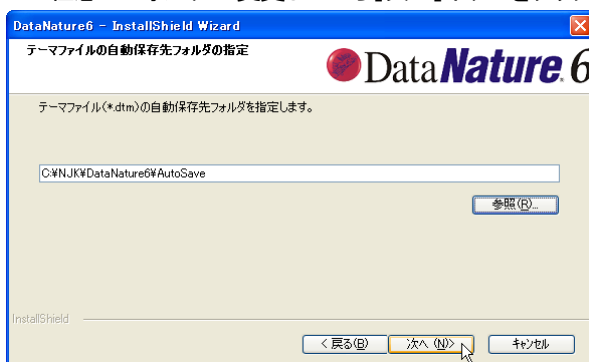 DataNature6 - InstallShield Wizard
テーマファイルの自動保存先フォルダの指定
Data Nature. 6
テーマファイル(*.dtm)の自動保存先フォルダを指定します。
C:¥NJK¥DataNature6¥AutoSave
参照(R)...
InstallShield
< 戻る(B)
次へ (N)>
キャンセル